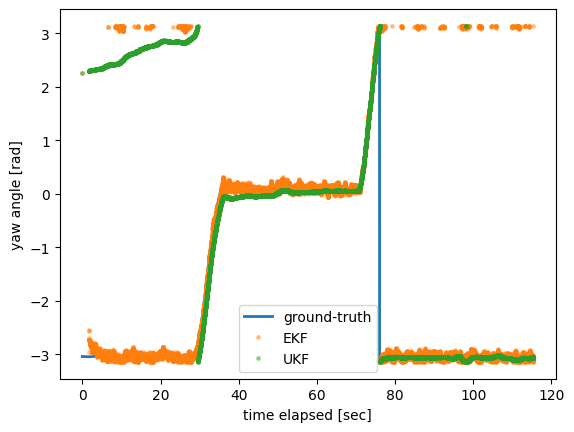 yaw angle [rad]
3
2
1
0
−1
−2
−3
ground-truth
EKF
UKF
0
20
40
60
80
100
120
time elapsed [sec]